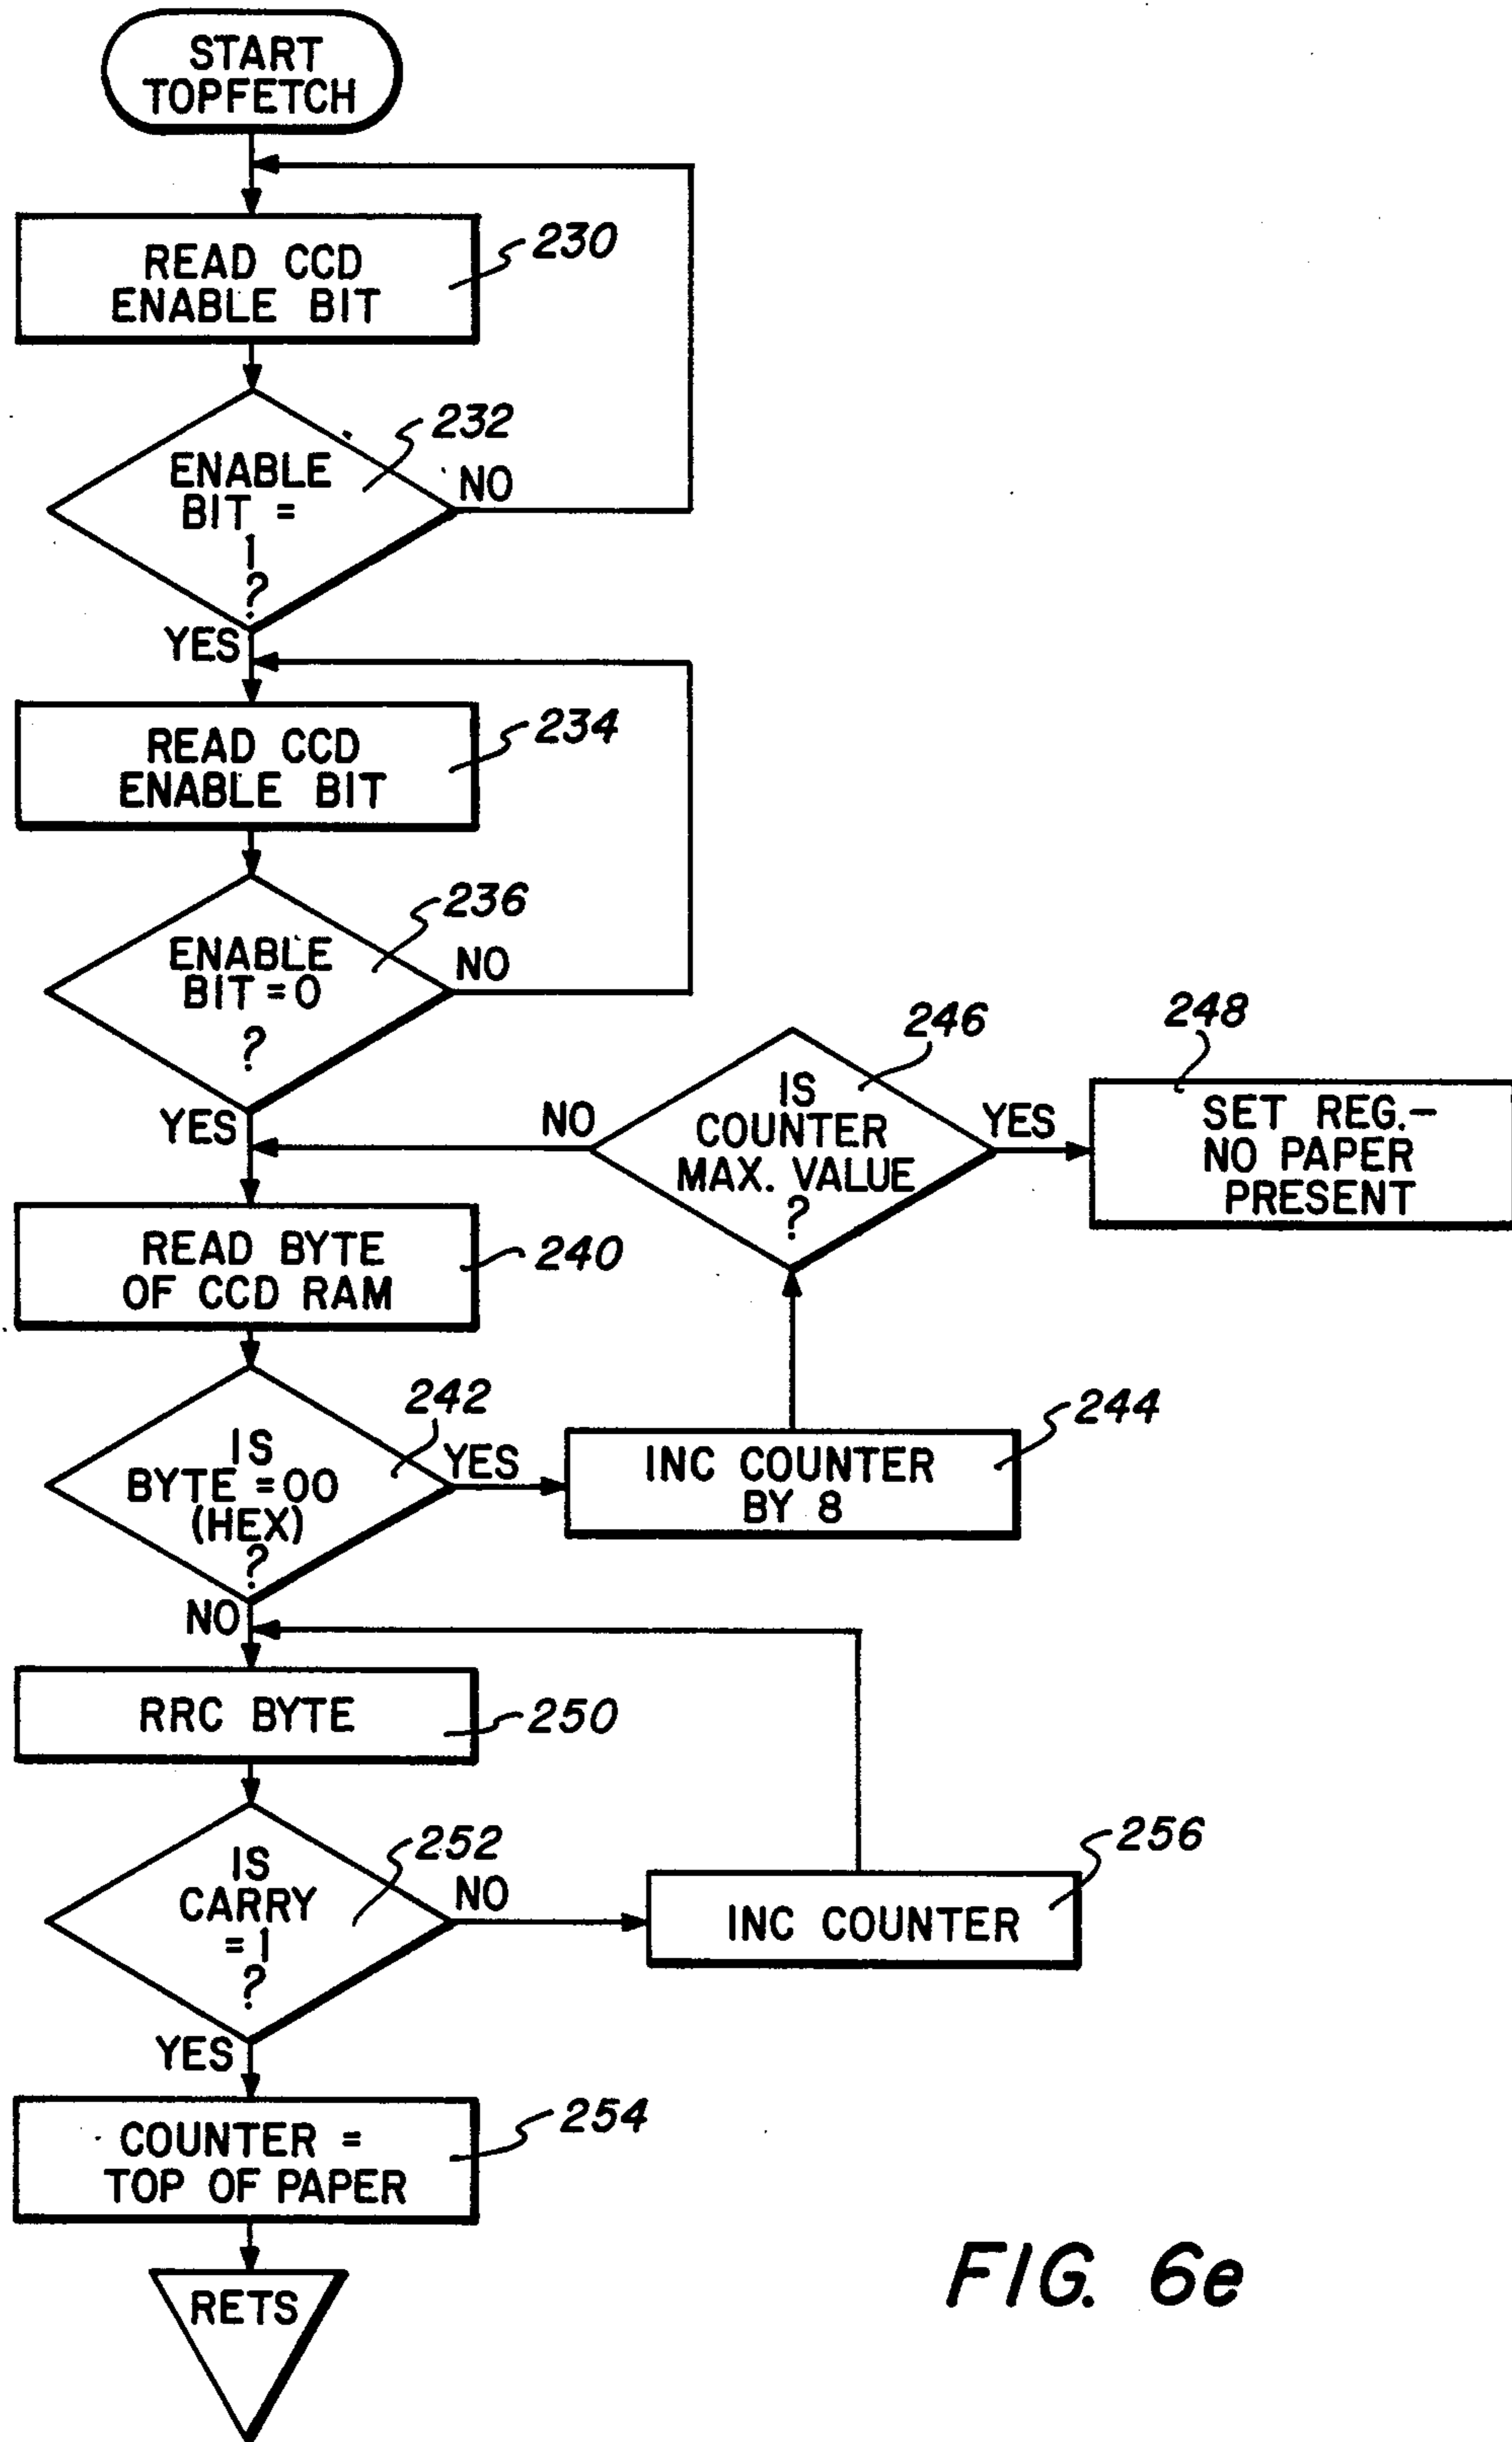 START
TOPFETCH
READ CCD
ENABLE BIT
230
ENABLE
BIT =
1
?
232
NO
YES
READ CCD
ENABLE BIT
234
ENABLE
BIT = 0
?
236
NO
YES
IS
COUNTER
MAX. VALUE
?
246
NO
YES
248
SET REG.-
NO PAPER
PRESENT
READ BYTE
OF CCD RAM
240
IS
BYTE = 00
(HEX)
?
242
YES
INC COUNTER
BY 8
244
NO
RRC BYTE
250
IS
CARRY
= 1
?
252
NO
INC COUNTER
256
YES
COUNTER =
TOP OF PAPER
254
RETS
FIG. 6e